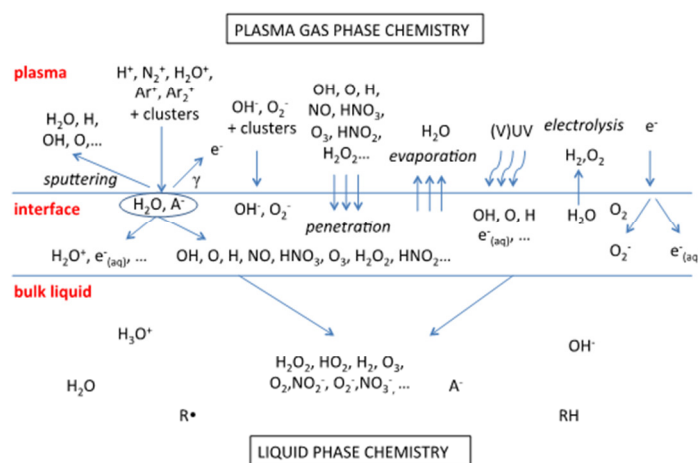 PLASMA GAS PHASE CHEMISTRY
plasma
H⁺, N₂⁺, H₂O⁺,
Ar⁺, Ar₂⁺
+ clusters
H₂O, H,
OH, O,...
sputtering
e⁻
γ
OH⁻, O₂⁻
+ clusters
OH, O, H,
NO, HNO₃,
O₃, HNO₂,
H₂O₂...
H₂O
evaporation
(V)UV
electrolysis
H₂,O₂
e⁻
interface
H₂O, A⁻
OH⁻, O₂⁻
penetration
OH, O, H
e⁻(aq), ...
H₂O
O₂
O₂⁻
e⁻(aq
H₂O⁺, e⁻(aq), ...
OH, O, H, NO, HNO₃, O₃, H₂O₂, HNO₂...
bulk liquid
H₃O⁺
H₂O
R•
H₂O₂, HO₂, H₂, O₃,
O₂,NO₂⁻, O₂⁻,NO₃⁻, ...
A⁻
OH⁻
RH
LIQUID PHASE CHEMISTRY